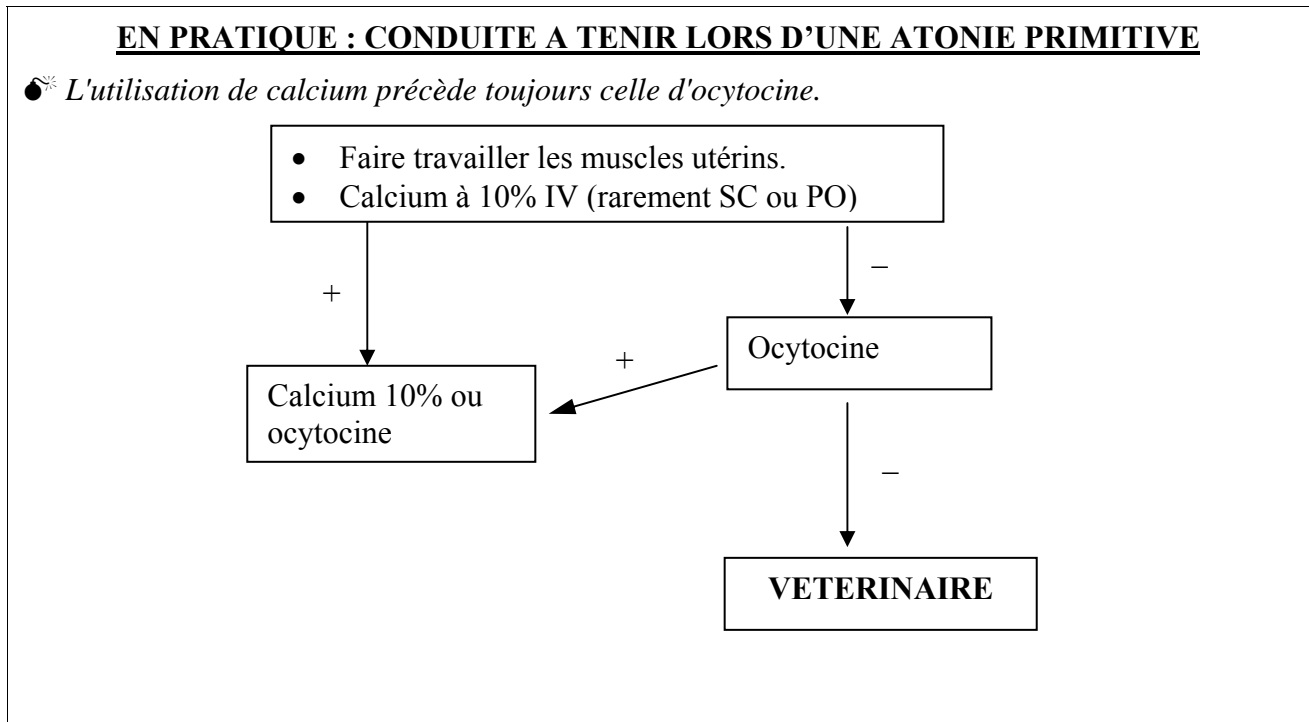 EN PRATIQUE : CONDUITE A TENIR LORS D’UNE ATONIE PRIMITIVE
L'utilisation de calcium précède toujours celle d'ocytocine.
• Faire travailler les muscles utérins.
• Calcium à 10% IV (rarement SC ou PO)
+
–
Ocytocine
+
Calcium 10% ou
ocytocine
–
VETERINAIRE